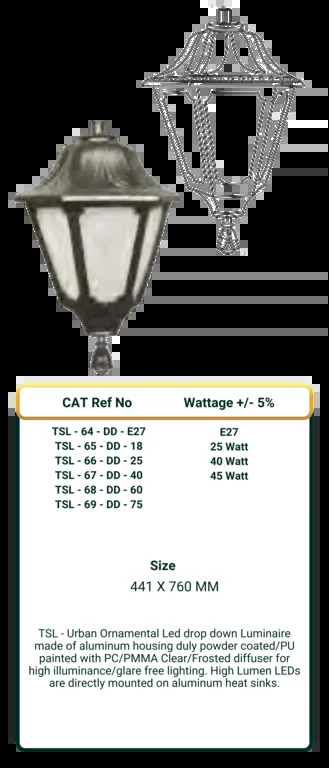 CAT Ref No Wattage +/- 5%
TSL - 64 - DD - E27 E27
TSL - 65 - DD - 18 25 Watt
TSL - 66 - DD - 25 40 Watt
TSL - 67 - DD - 40 45 Watt
TSL - 68 - DD - 60
TSL - 69 - DD - 75
Size
441 X 760 MM
TSL - Urban Ornamental Led drop down Luminaire
made of aluminum housing duly powder coated/PU
painted with PC/PMMA Clear/Frosted diffuser for
high illuminance/glare free lighting. High Lumen LEDs
are directly mounted on aluminum heat sinks.